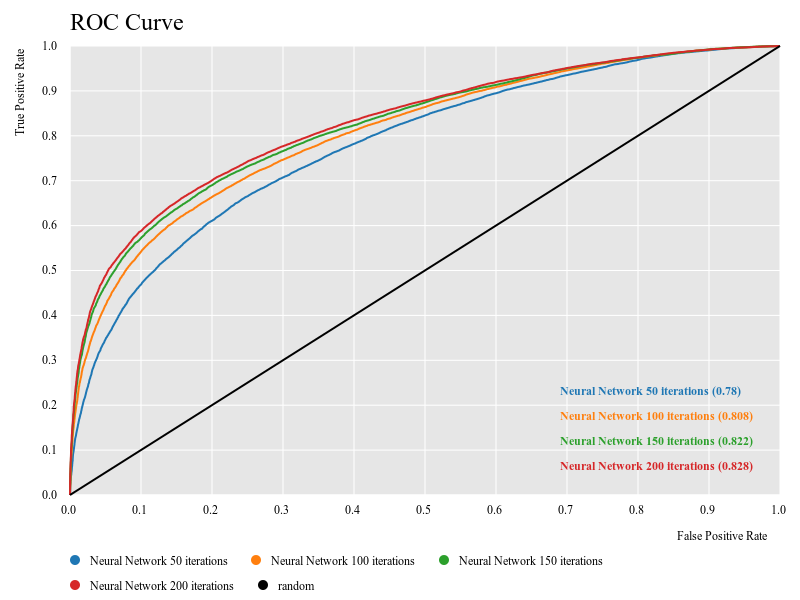 ROC Curve
True Positive Rate
1.0
0.9
0.8
0.7
0.6
0.5
0.4
0.3
0.2
0.1
0.0
Neural Network 50 iterations (0.78)
Neural Network 100 iterations (0.808)
Neural Network 150 iterations (0.822)
Neural Network 200 iterations (0.828)
0.0 0.1 0.2 0.3 0.4 0.5 0.6 0.7 0.8 0.9 1.0
False Positive Rate
Neural Network 50 iterations Neural Network 100 iterations Neural Network 150 iterations
Neural Network 200 iterations random